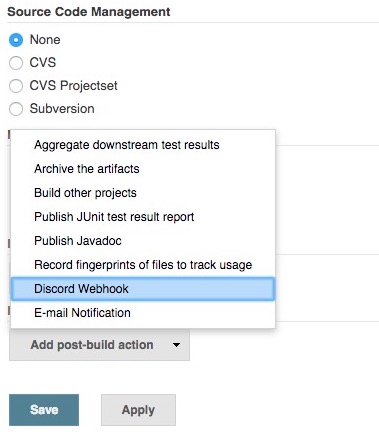 Source Code Management
None
CVS
CVS Projectset
Subversion
Aggregate downstream test results
Archive the artifacts
Build other projects
Publish JUnit test result report
Publish Javadoc
Record fingerprints of files to track usage
Discord Webhook
E-mail Notification
Add post-build action
Save Apply